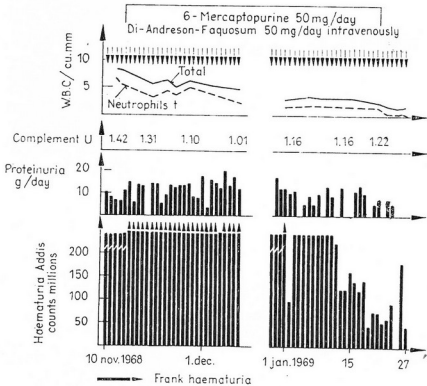 6-Mercaptopurine 50 mg/day
Di-Andreson-Faquosum 50 mg/day intravenously
W.B.C/cu.mm
10
5
Total
Neutrophils t
Complement U
1.42 1.31 1.10 1.01 1.16 1.16 1.22
Proteinuria
g/day
20
10
Haematuria Addis
counts millions
200
150
100
50
10 nov.1968 1.dec. 1 jan.1969 15 27
Frank haematuria